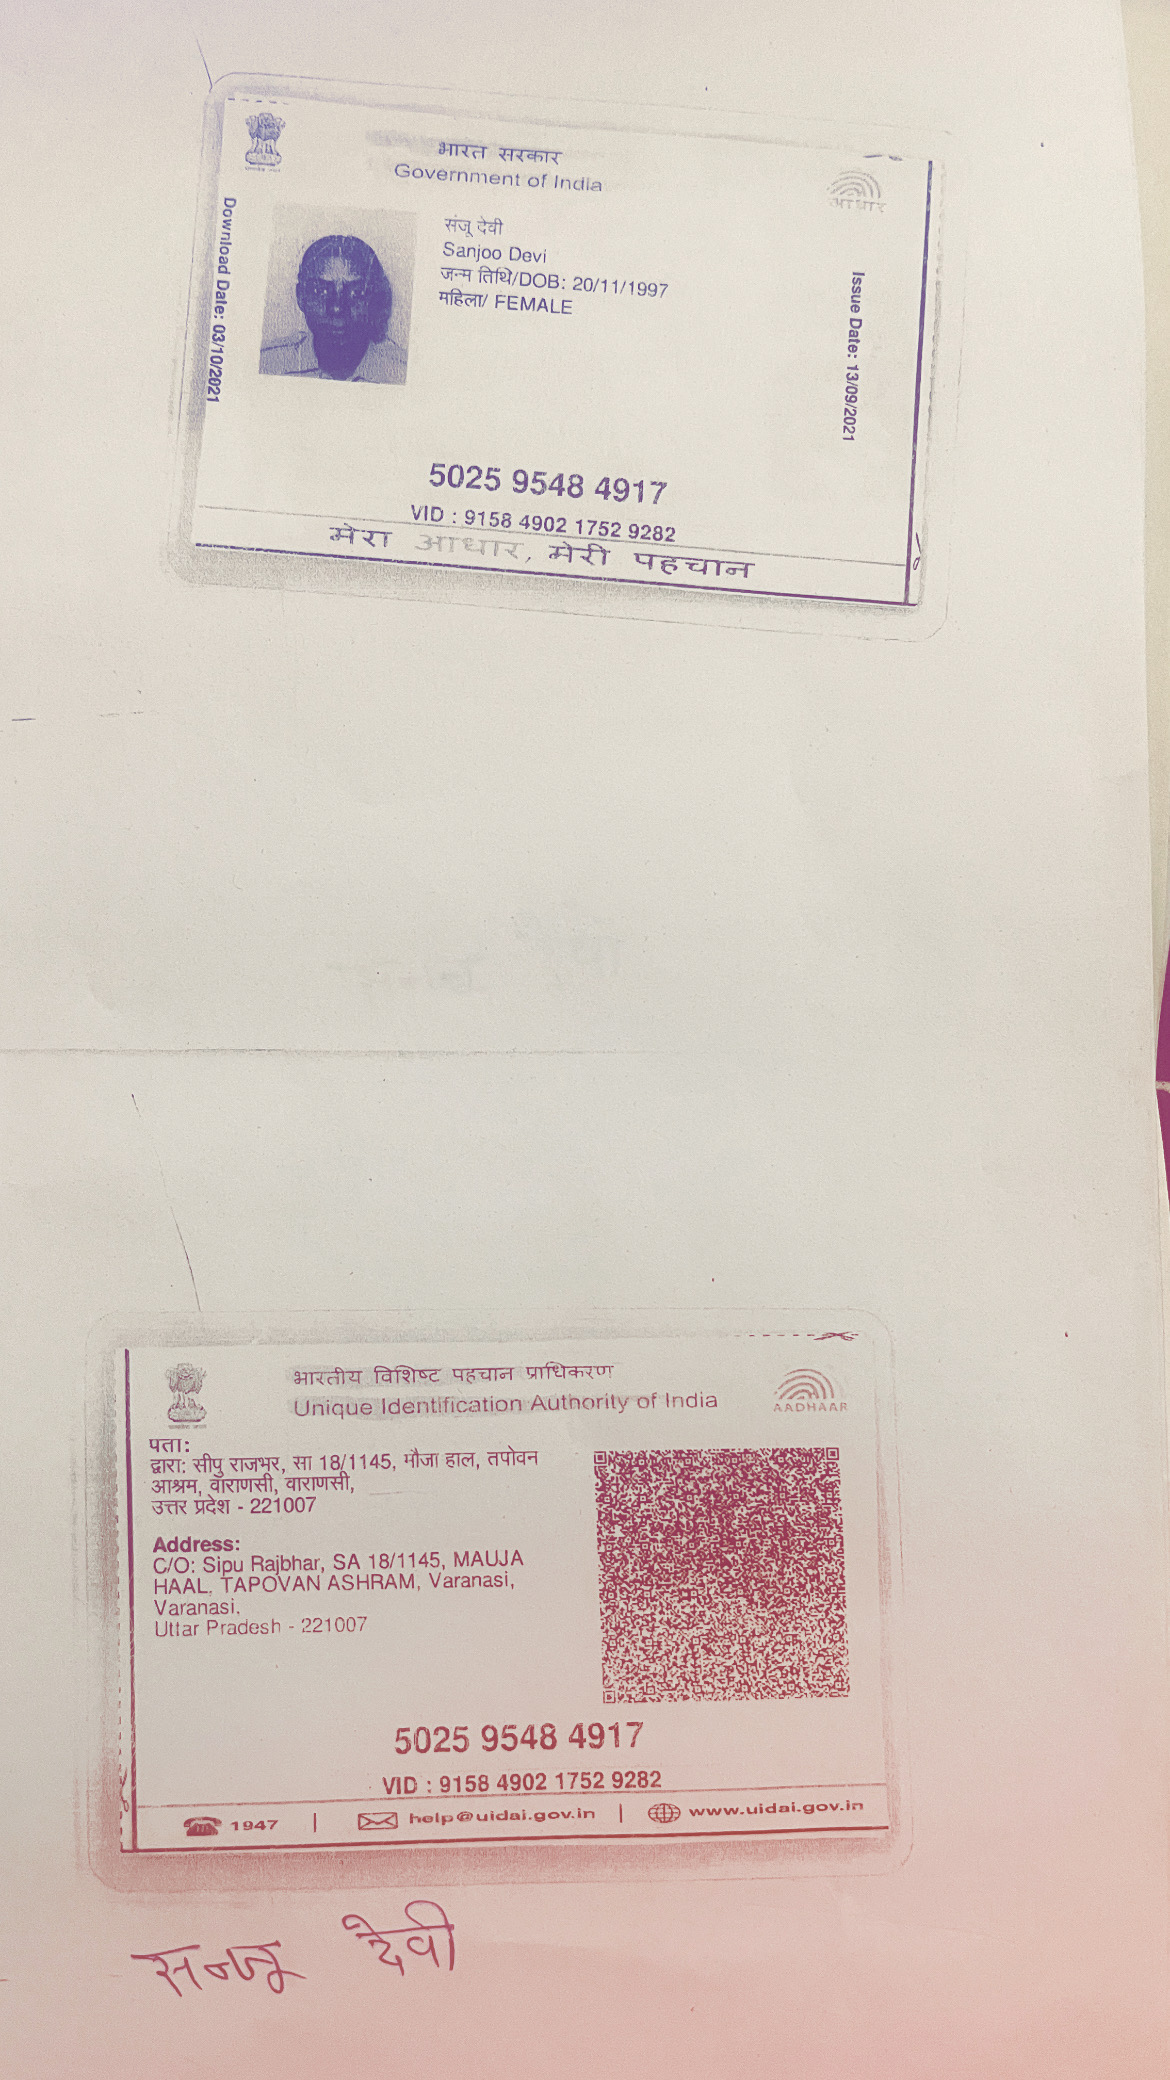 भारत सरकार
Government of India
आधार
Download Date: 03/10/2021
संजू देवी
Sanjoo Devi
जन्म तिथि/DOB: 20/11/1997
महिला/ FEMALE
Issue Date: 13/09/2021
5025 9548 4917
VID : 9158 4902 1752 9282
मेरा आधार, मेरी पहचान
भारतीय विशिष्ट पहचान प्राधिकरण
Unique Identification Authority of India
AADHAAR
पता:
द्वारा: सीपु राजभर, सा 18/1145, मौजा हाल, तपोवन
आश्रम, वाराणसी, वाराणसी,
उत्तर प्रदेश - 221007
Address:
C/O: Sipu Rajbhar, SA 18/1145, MAUJA
HAAL, TAPOVAN ASHRAM, Varanasi,
Varanasi,
Uttar Pradesh - 221007
5025 9548 4917
VID : 9158 4902 1752 9282
1947 | help@uidai.gov.in | www.uidai.gov.in
सन्जू देवी